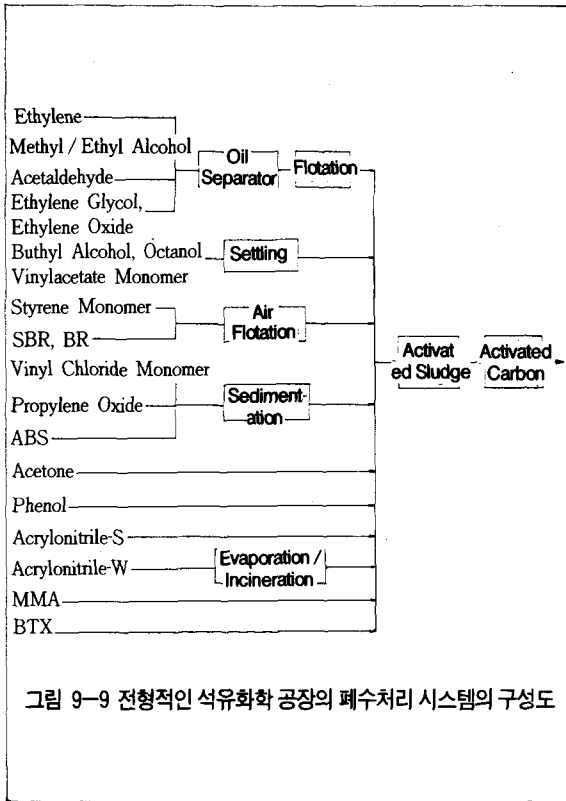 Ethylene
Methyl / Ethyl Alcohol
Acetaldehyde
Ethylene Glycol,
Ethylene Oxide
Buthyl Alcohol, Octanol
Vinylacetate Monomer
Styrene Monomer
SBR, BR
Vinyl Chloride Monomer
Propylene Oxide
ABS
Acetone
Phenol
Acrylonitrile-S
Acrylonitrile-W
MMA
BTX
Oil
Separator
Flotation
Settling
Air
Flotation
Sediment-
ation
Evaporation /
Incineration
Activat
ed Sludge
Activated
Carbon
그림 9-9 전형적인 석유화학 공장의 폐수처리 시스템의 구성도